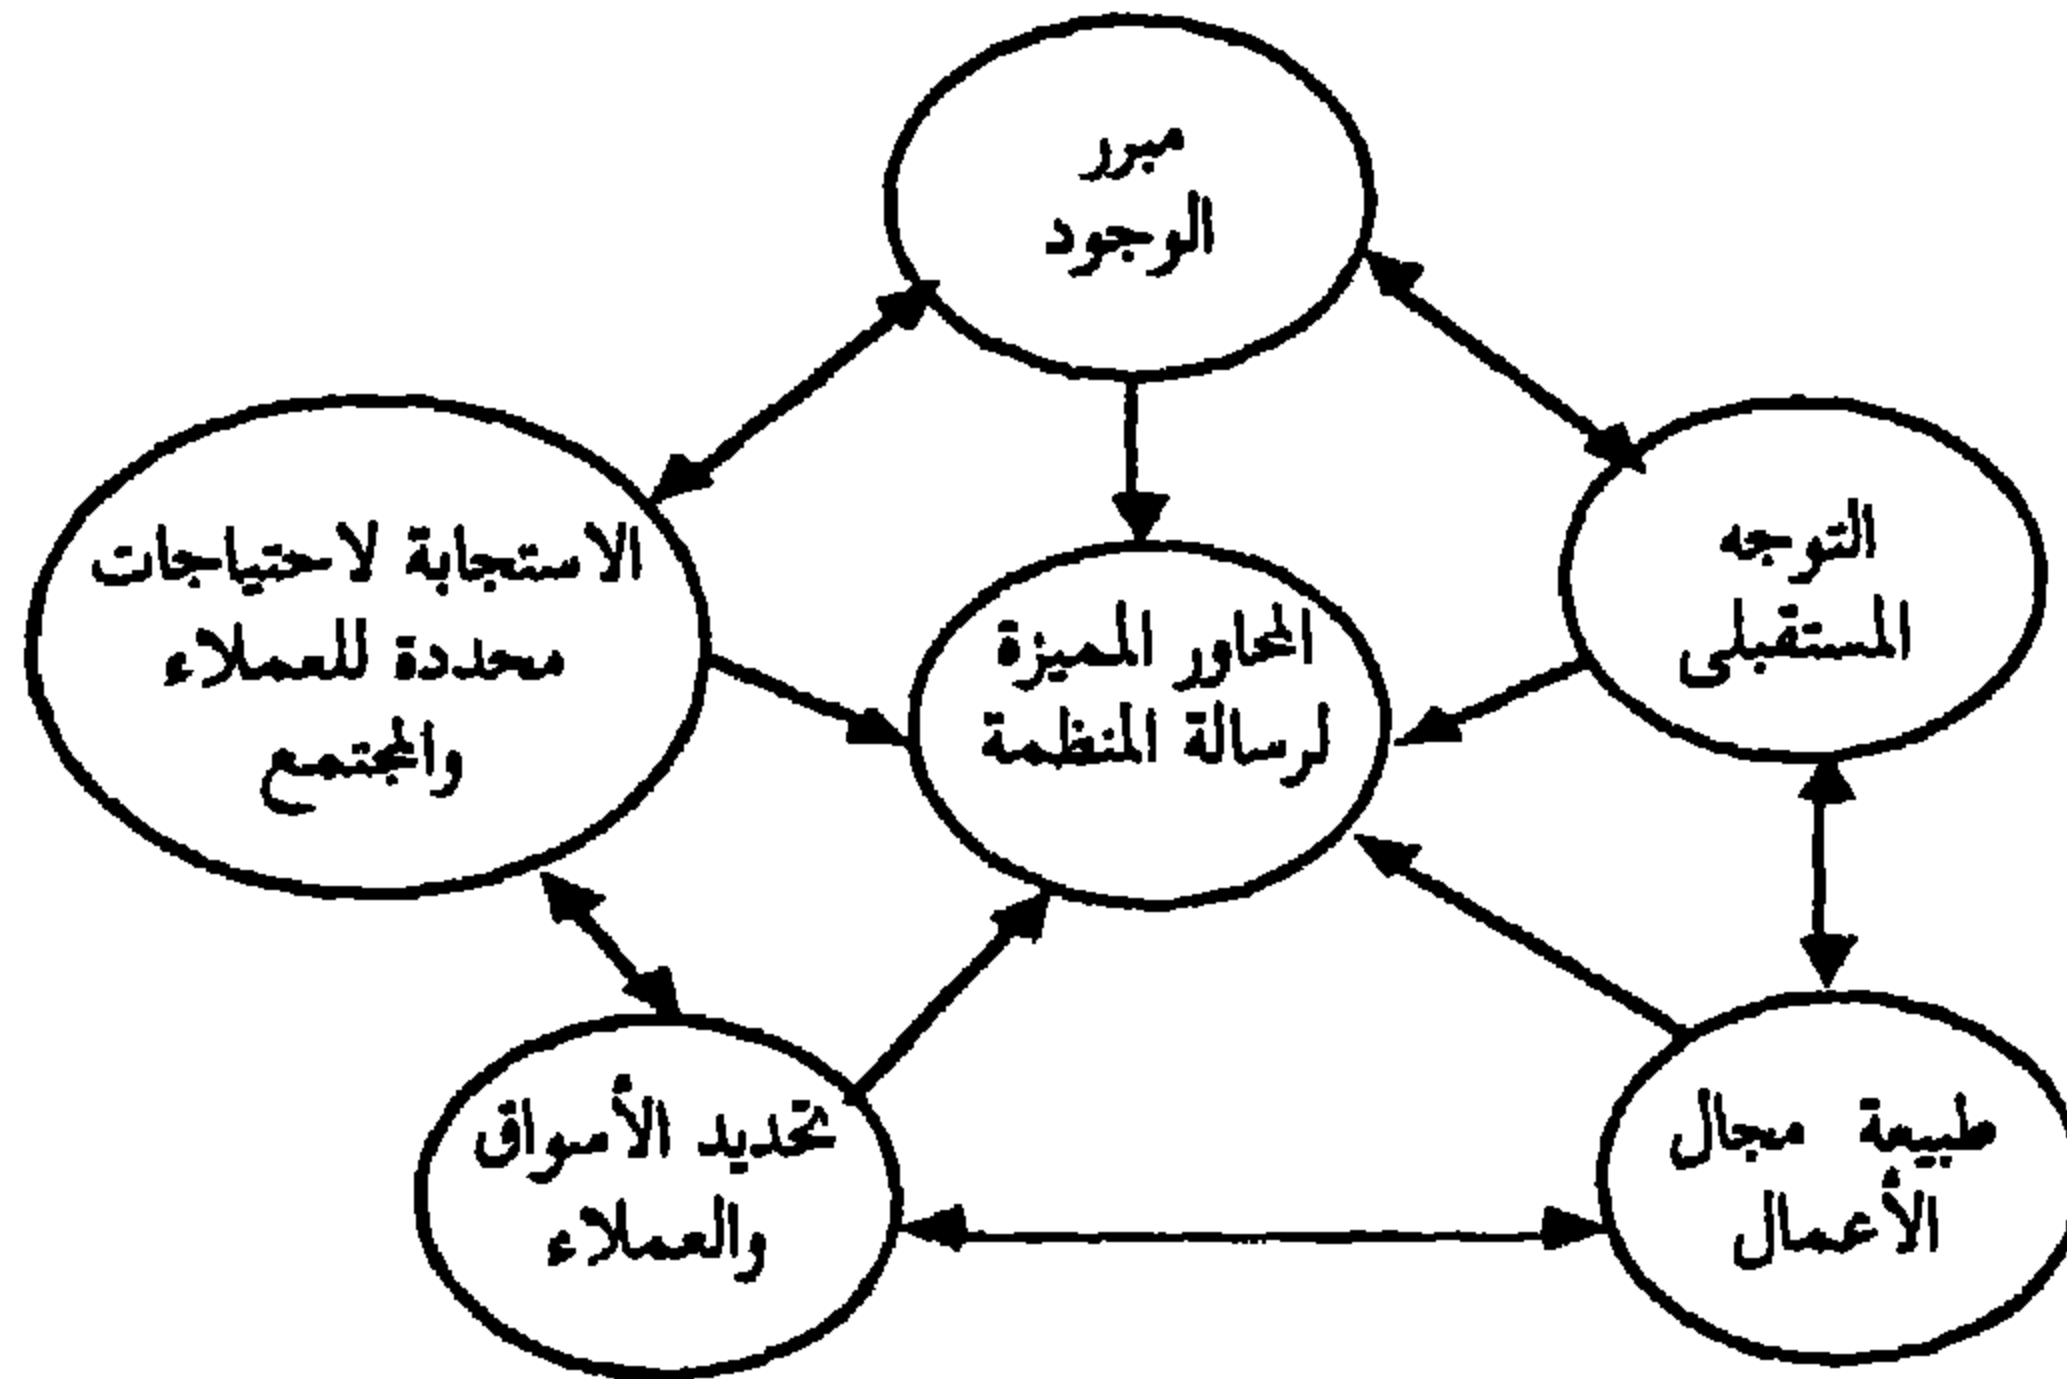 مبرر
الوجود
التوجه
المستقبلى
الاستجابة لاحتياجات
محددة للعملاء
والمجتمع
المحاور المميزة
لرسالة المنظمة
طبيعة مجال
الأعمال
تحديد الأسواق
والعملاء